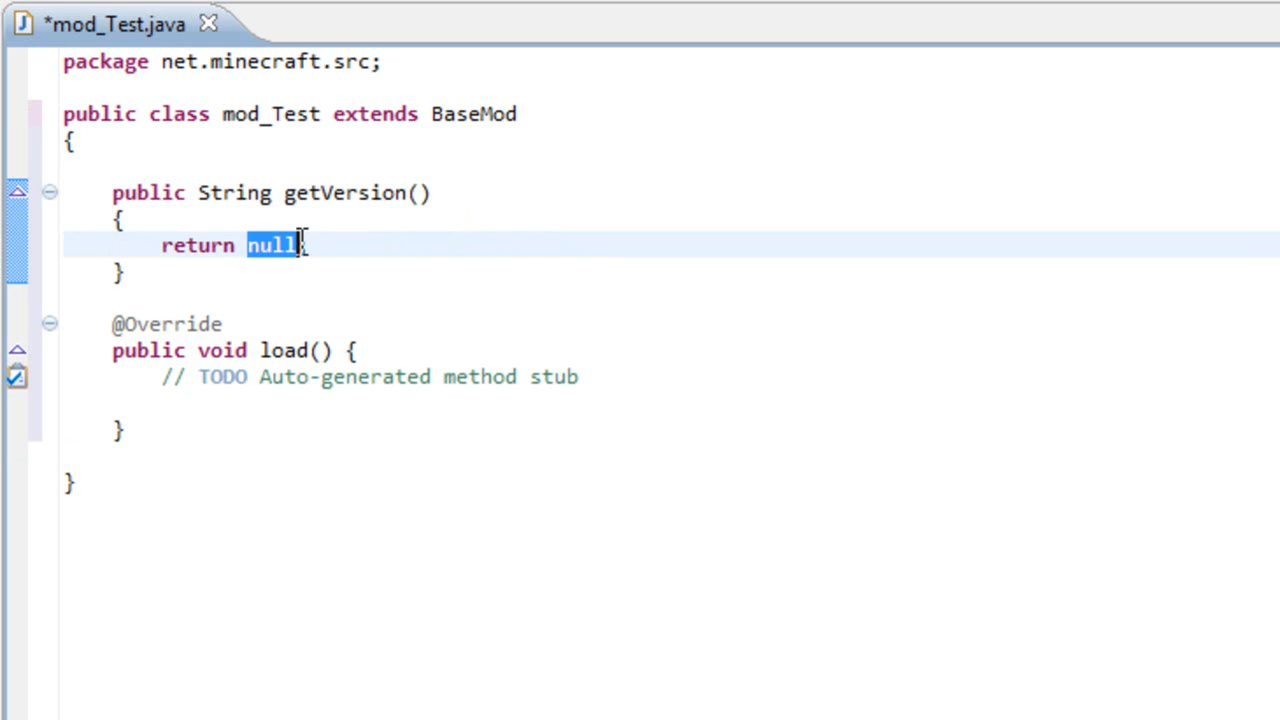 *mod_Test.java
package net.minecraft.src;
public class mod_Test extends BaseMod
{
public String getVersion()
{
return null;
}
@Override
public void load() {
// TODO Auto-generated method stub
}
}